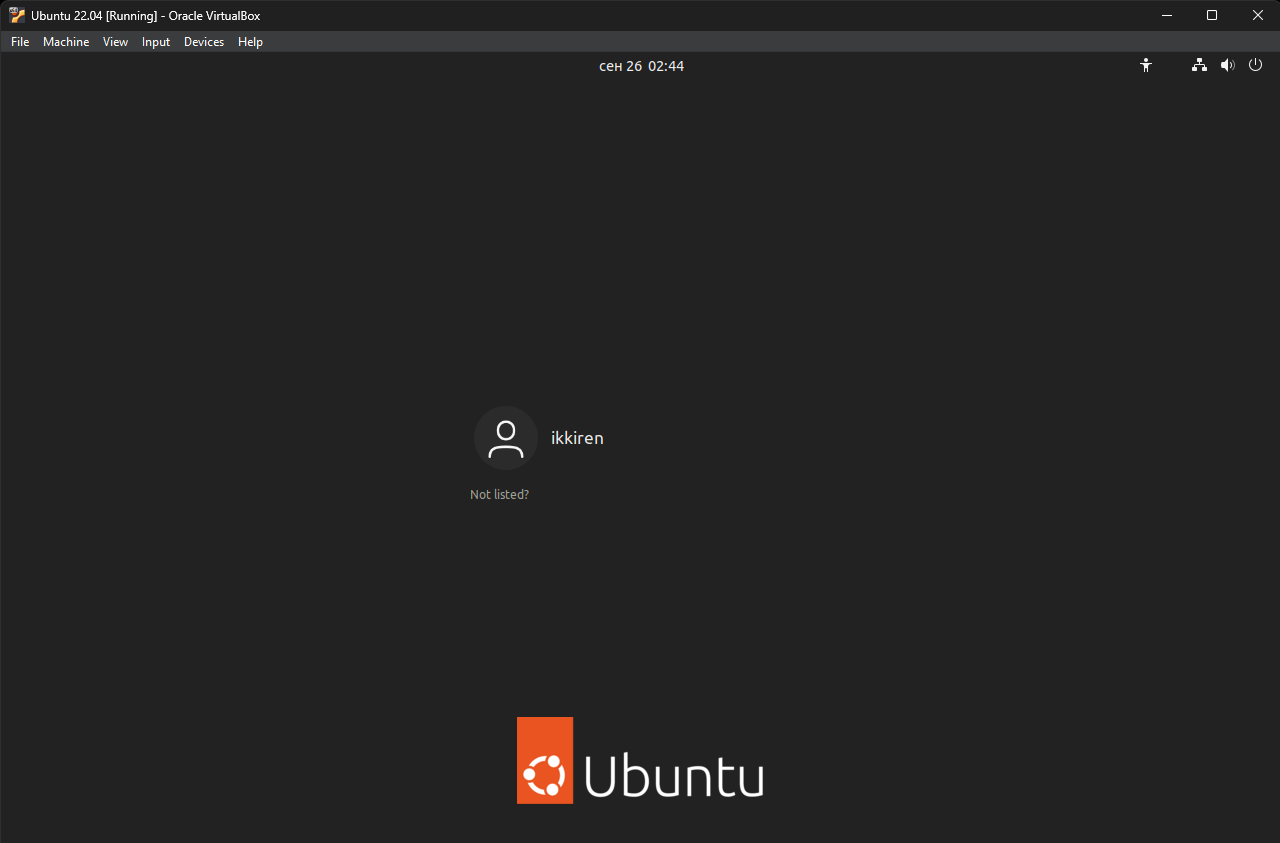 Ubuntu 22.04 [Running] - Oracle VirtualBox
File Machine View Input Devices Help
сен 26 02:44
ikkiren
Not listed?
Ubuntu